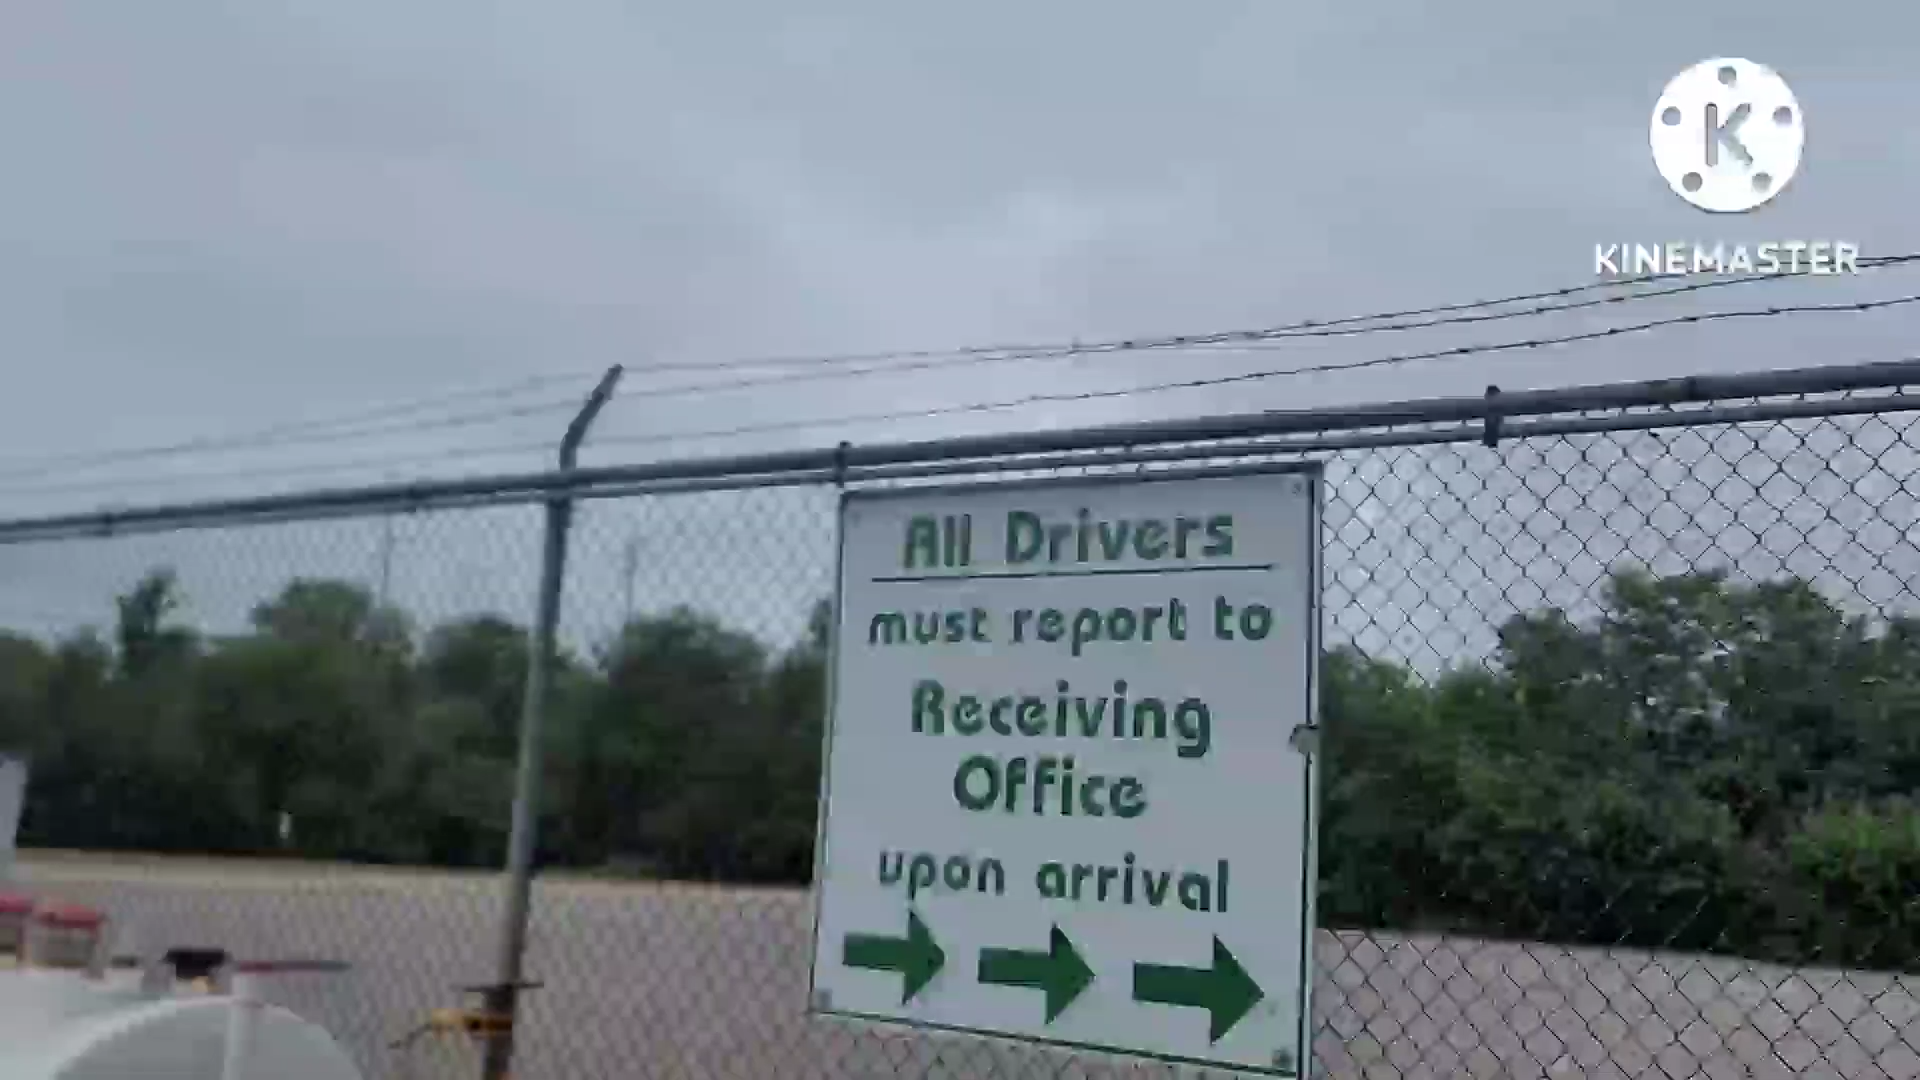 K
KINEMASTER
All Drivers
must report to
Receiving
Office
upon arrival